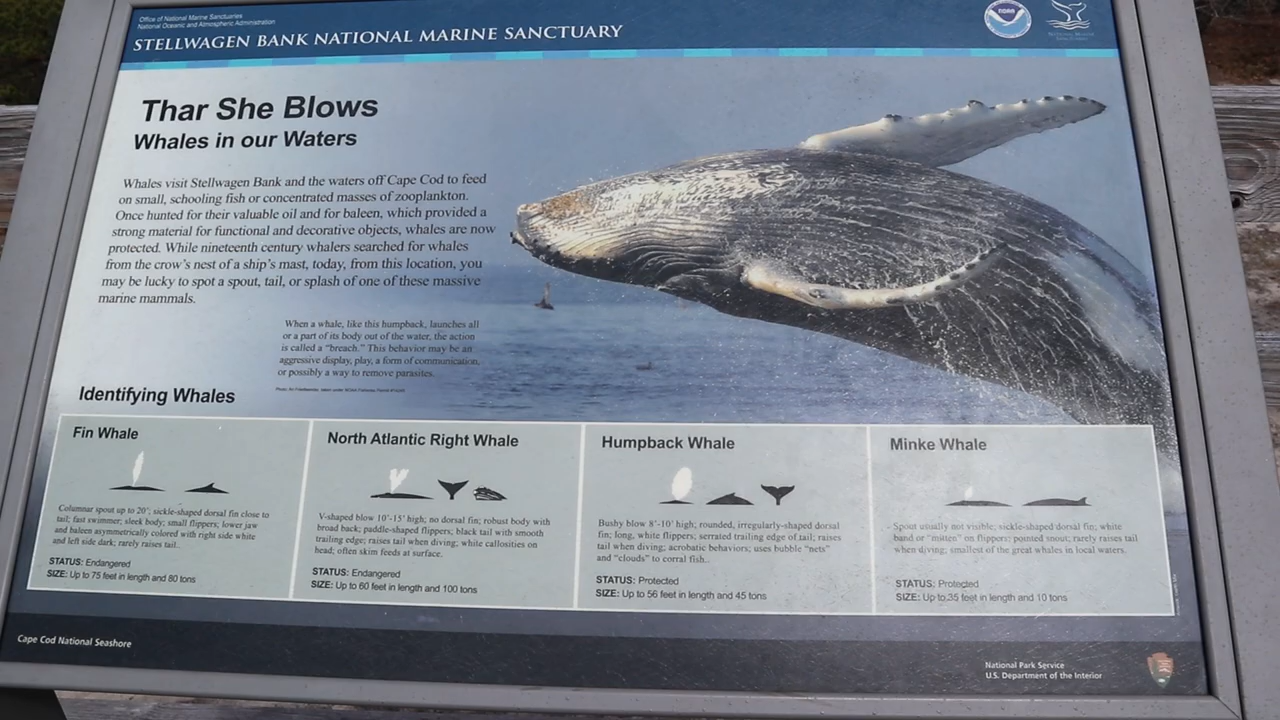 Office of National Marine Sanctuaries
National Oceanic and Atmospheric Administration
STELLWAGEN BANK NATIONAL MARINE SANCTUARY
NOAA
Thar She Blows
Whales in our Waters
Whales visit Stellwagen Bank and the waters off Cape Cod to feed
on small, schooling fish or concentrated masses of zooplankton.
Once hunted for their valuable oil and for baleen, which provided a
strong material for functional and decorative objects, whales are now
protected. While nineteenth century whalers searched for whales
from the crow's nest of a ship's mast, today, from this location, you
may be lucky to spot a spout, tail, or splash of one of these massive
marine mammals.
When a whale, like this humpback, launches all
or a part of its body out of the water, the action
is called a “breach.” This behavior may be an
aggressive display, play, a form of communication,
or possibly a way to remove parasites.
Identifying Whales
Fin Whale
Columnar spout up to 20'; sickle-shaped dorsal fin close to
tail; fast swimmer; sleek body; small flippers; lower jaw
and baleen asymmetrically colored with right side white
and left side dark; rarely raises tail.
STATUS: Endangered
SIZE: Up to 75 feet in length and 80 tons
North Atlantic Right Whale
V-shaped blow 10'-15' high; no dorsal fin; robust body with
broad back; paddle-shaped flippers; black tail with smooth
trailing edge; raises tail when diving; white callosities on
head; often skim feeds at surface.
STATUS: Endangered
SIZE: Up to 60 feet in length and 100 tons
Humpback Whale
Bushy blow 8'-10' high; rounded, irregularly-shaped dorsal
fin; long, white flippers; serrated trailing edge of tail; raises
tail when diving; acrobatic behaviors; uses bubble “nets”
and “clouds” to corral fish.
STATUS: Protected
SIZE: Up to 56 feet in length and 45 tons
Minke Whale
Spout usually not visible; sickle-shaped dorsal fin; white
band or “mitten” on flippers; pointed snout; rarely raises tail
when diving; smallest of the great whales in local waters.
STATUS: Protected
SIZE: Up to 35 feet in length and 10 tons
Cape Cod National Seashore
National Park Service
U.S. Department of the Interior